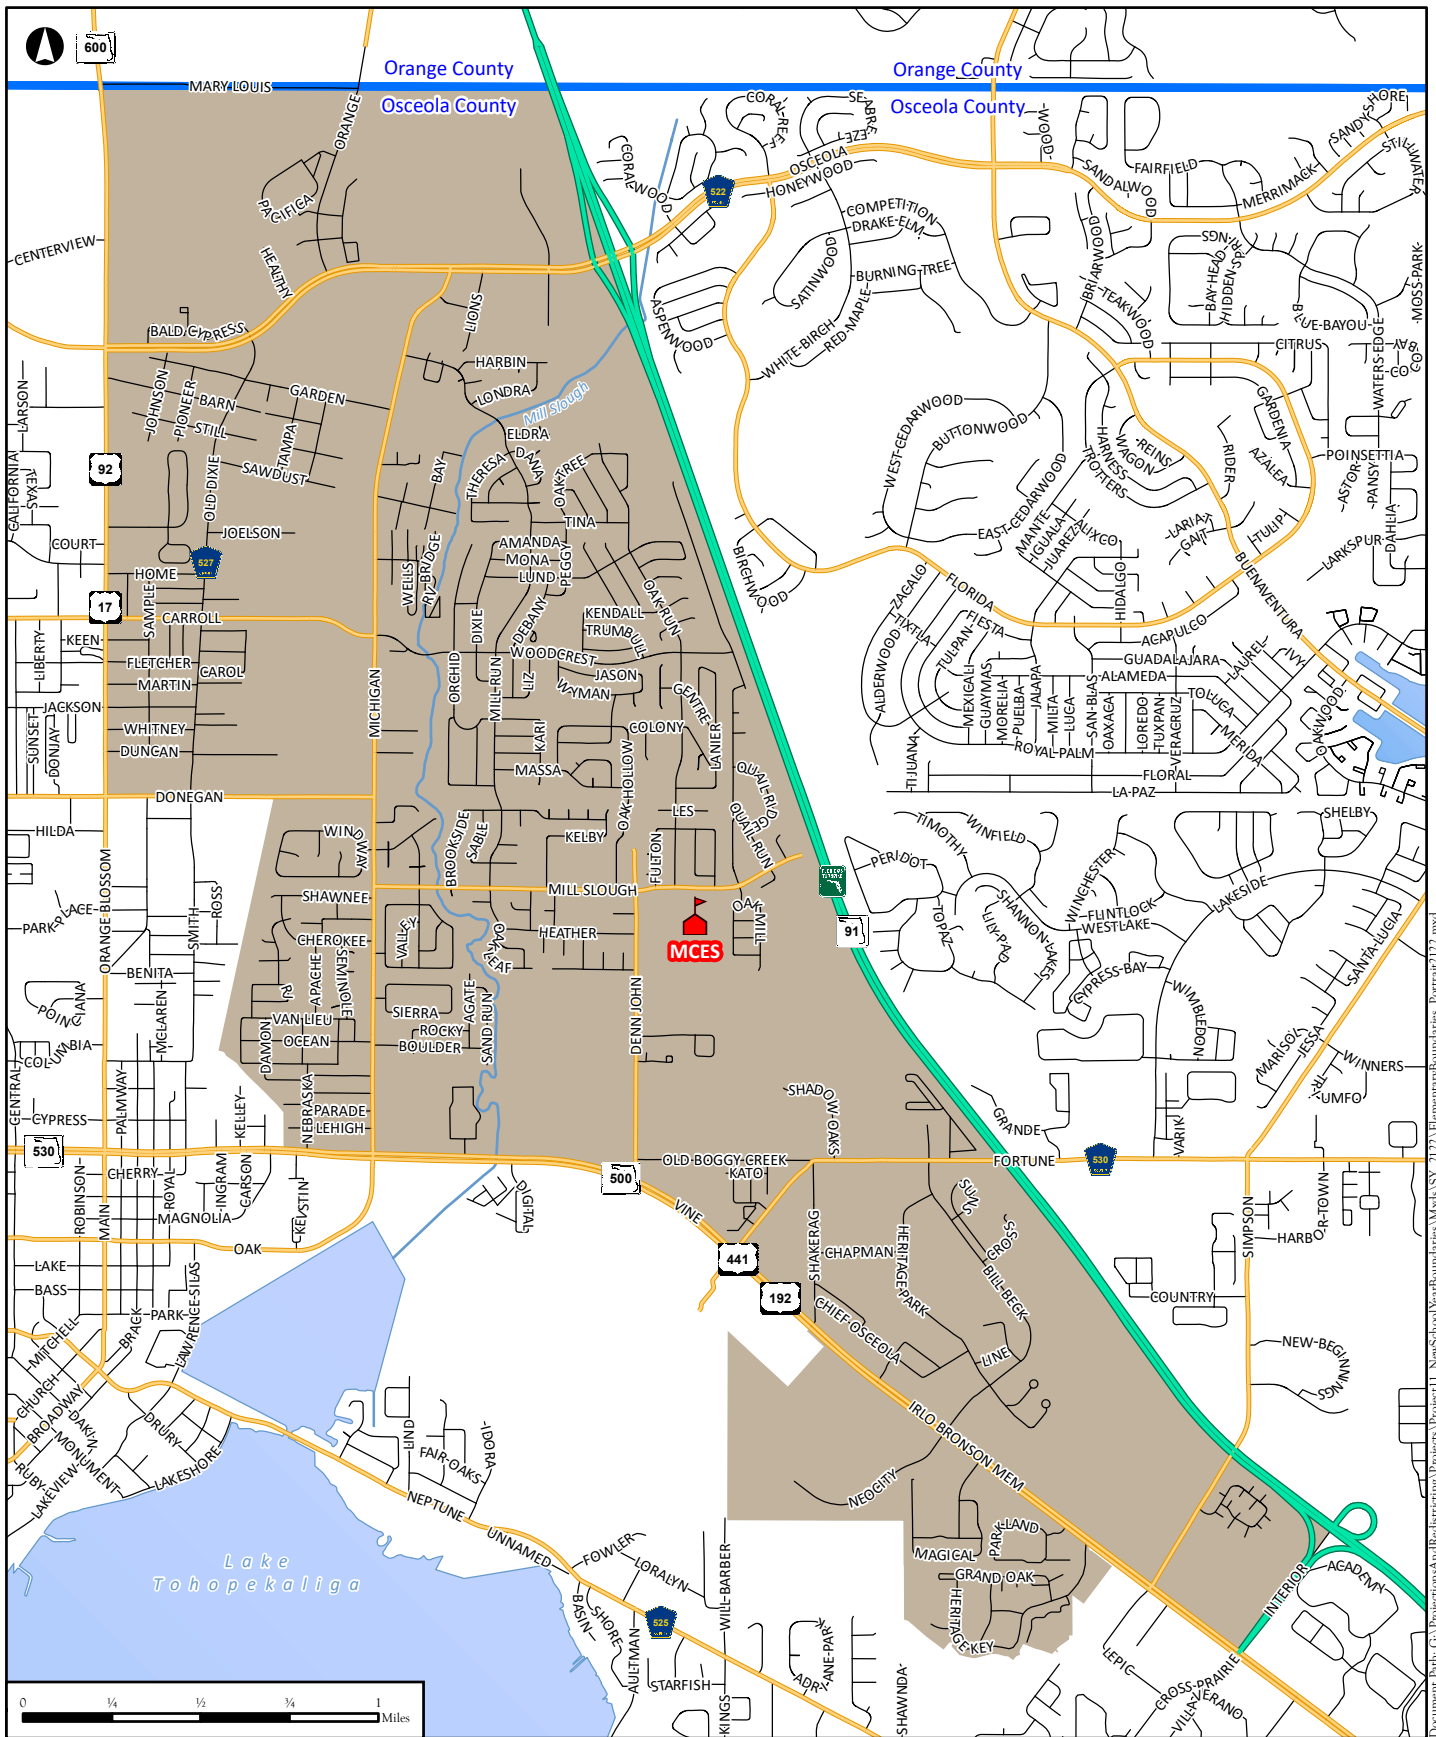 600
Orange County
Orange County
MARY LOUIS
Osceola County
Osceola County
ORANGE
CORAL-REEF
SEABREEZE
SANDY-SHORE
STILLWATER
WOOD
CORALWOOD
522
OSCEOLA
HONEYWOOD
SANDALWOOD
FAIRFIELD
MERRIMACK
PACIFICA
COMPETITION
DRAKE-ELM
CENTERVIEW
HEALTHY
SATINWOOD
BURNING-TREE
BRIARWOOD
BAY-HEAD
HIDDEN-SPRINGS
MOSS-PARK
LIONS
ASPENWOOD
WHITE-BIRCH
RED-MAPLE
TEAKWOOD
BLUE-BAYOU
BALD CYPRESS
CITRUS
WATERS-EDGE
HARBIN
LONDRA
Mill Slough
LARSON
JOHNSON
PIONEER
BARN
GARDEN
STILL
TAMPA
SAWDUST
ELDRA
DANA
THERESA
OAK-TREE
BAY
WEST-CEDARWOOD
BUTTONWOOD
HARNESS
WAGON
REINS
TROTTERS
RIDER
GARDENIA
AZALEA
POINSETTIA
ASTOR
PANSY
DAHLIA
92
CALIFORNIA
TEXAS
OLD-DIXIE
JOELSON
TINA
EAST-CEDARWOOD
MANTE
IGUALA
JUAREZ
ALIXCO
LARIAT
GAIT
TULIP
LARKSPUR
COURT
527
AMANDA
MONA
LUND
PEGGY
WELLS
RIVBRIDGE
BIRCHWOOD
HOME
SAMPLE
17
CARROLL
DIXIE
DEBANY
KENDALL
TRUMBULL
OAK-RUN
ZACALO
FLORIDA
HIDALGO
BUENAVENTURA
KEEN
LIBERTY
FLETCHER
CAROL
MARTIN
ORCHID
MILL-RUN
WOODCREST
ZIL
JASON
WYMAN
GENTRE
TIXTLA
FIESTA
TULPAN
ALDERWOOD
ACAPULCO
GUADALAJARA
ALAMEDA
LAUREL
IVY
JACKSON
WHITNEY
DUNCAN
SUNSET
DONJAY
MICHIGAN
KARI
MASSA
COLONY
LANIER
OAK-HOLLOW
MEXICALI
GUAYMAS
MORELIA
PUELBA
JALAPA
MILTA
LUCA
SAN-BLAS
OAXACA
LOREDO
TUXPAN
VERACRUZ
TOLUCA
MERIDA
OAKWOOD
ROYAL-PALM
TIJUANA
FLORAL
LA-PAZ
DONEGAN
QUAIL-RIDGE
QUAIL-RUN
LES
HILDA
WINDWAY
BROOKSIDE
SABLE
KELBY
FULTON
TIMOTHY
WINFIELD
PERIDOT
SHELBY
WINCHESTER
LAKESIDE
ORANGE BLOSSOM
SHAWNEE
MILL SLOUGH
OAK-MILL
MCES
91
TOPAZ
LILY-PAD
SHANNON-LAKES
FLINTLOCK
WESTLAKE
SANTA-LUCIA
PARKER
LACE
SMITH
ROSS
CHEROKEE
VALLEY
HEATHER
OAK LEAF
BENITA
APACHE
SEMINOLE
CYPRESS-BAY
WIMBLEDON
POINCIANA
MCLAREN
VAN LIEU
SIERRA
AGATE
SAND RUN
DENN JOHN
COLUMBIA
DAMON
OCEAN
ROCKY
BOULDER
MARISOL
JESSA
WINNERS
CENTRAL
PALMWAY
KELLEY
NEBRASKA
PARADE
LEHIGH
SHADOW-OAKS
GRANDE
TRIUMFO
CYPRESS
530
OLD BOGGY CREEK
KATO
FORTUNE
530
VARIK
500
ROBINSON
CHERRY
ROYAL
INGRAM
CARSON
KENSTIN
MAGNOLIA
DIGITAL
VINE
SUNS
CROSS
SIMPSON
R-TOWN
HARBOR
MAIN
OAK
441
SHAKERAG
CHAPMAN
HERITAGE-PARK
BILL-BECK
LAKE
BASS
192
COUNTRY
PARK
LAWRENCE-SILAS
BRACK
MITCHELL
CHIEF-OSCEOLA
LINE
NEW-BEGINNINGS
CHURCH
BROADWAY
DAKIN
DRURY
MONUMENT
RUBY
LAKEVIEW
LAKESHORE
LIND
FAIR-OAKS
IDORA
IRLO BRONSON MEM
NEOCITY
NEPTUNE
UNNAMED
PARK-LAND
MAGICAL
GRAND-OAK
HERITAGE-KEY
FOWLER
LORALYN
WILL-BARBER
INTERIOR
ACADEMY
Lake
Tohopekaliga
BASIN
SHORE
525
AULTMAN
STARFISH
KINGS
ADRIANE-PARK
SHAWNDA
LEPIC
CROSS-PRAIRIE
VILLA-VERANO
0 ¼ ½ ¾ 1
Miles